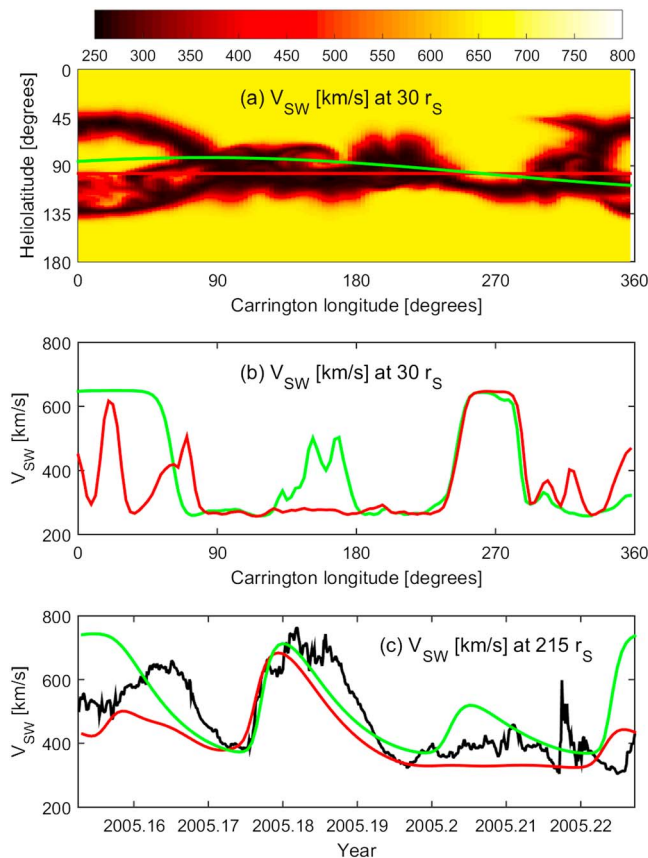 250 300 350 400 450 500 550 600 650 700 750 800
(a) V_SW [km/s] at 30 r_S
Heliolatitude [degrees]
0
45
90
135
180
0 90 180 270 360
Carrington longitude [degrees]
(b) V_SW [km/s] at 30 r_S
V_SW [km/s]
800
600
400
200
0 90 180 270 360
Carrington longitude [degrees]
(c) V_SW [km/s] at 215 r_S
V_SW [km/s]
800
600
400
200
2005.16 2005.17 2005.18 2005.19 2005.2 2005.21 2005.22
Year